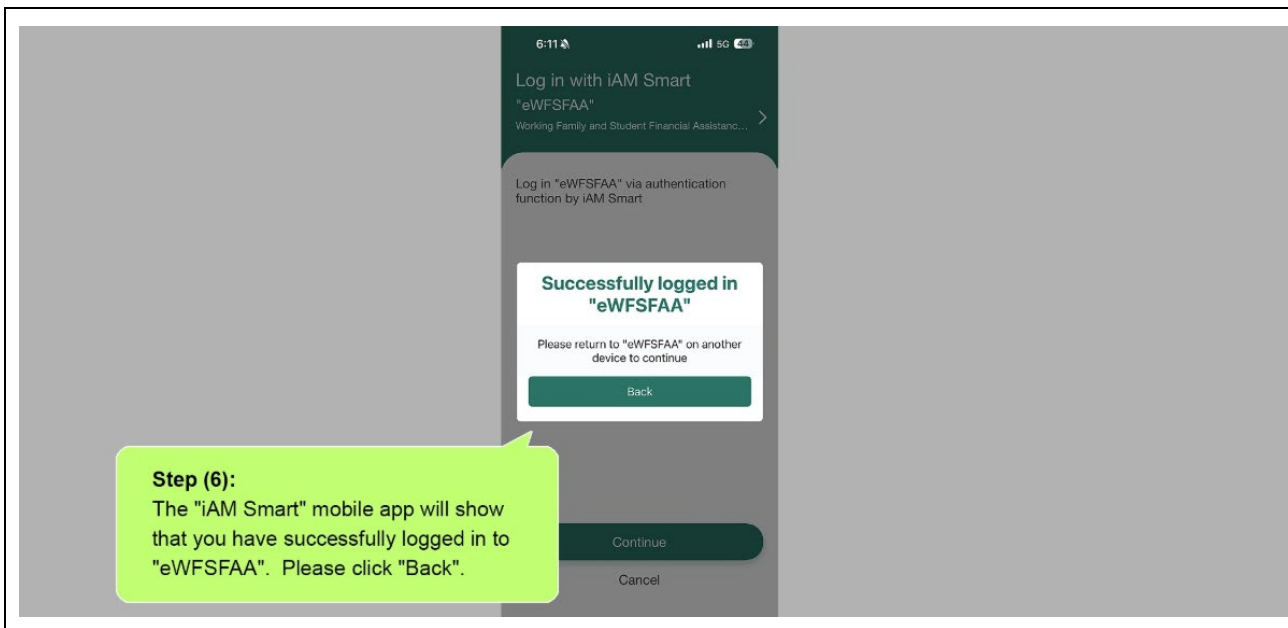 6:11
5G 44
Log in with iAM Smart
"eWFSFAA"
Working Family and Student Financial Assistanc...
Log in "eWFSFAA" via authentication
function by iAM Smart
Successfully logged in
"eWFSFAA"
Please return to "eWFSFAA" on another
device to continue
Back
Step (6):
The "iAM Smart" mobile app will show
that you have successfully logged in to
"eWFSFAA".  Please click "Back".
Continue
Cancel